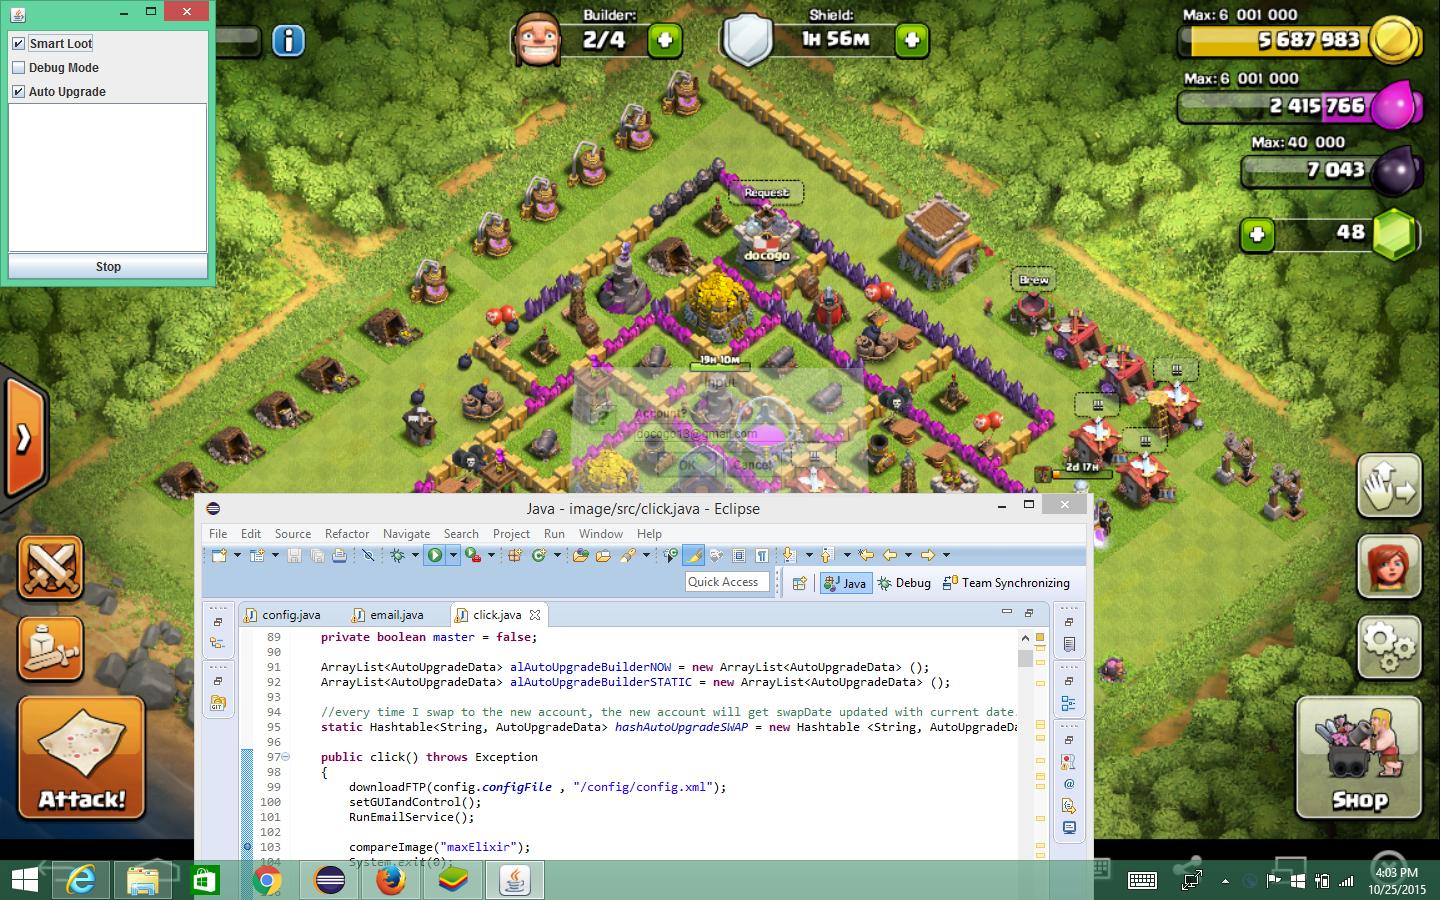 Smart Loot
Debug Mode
Auto Upgrade
Stop
Builder:
2/4
Shield:
1H 56M
Max: 6 001 000
5 687 983
Max: 6 001 000
2 415 766
Max: 40 000
7 043
48
Request
docogo
Brew
19H 10M
Input
Account?
docogo13@gmail.com
OK
Cancel
2d 17H
Attack!
Shop
Java - image/src/click.java - Eclipse
File Edit Source Refactor Navigate Search Project Run Window Help
Quick Access
Java Debug Team Synchronizing
config.java email.java click.java
89 private boolean master = false;
90
91 ArrayList<AutoUpgradeData> alAutoUpgradeBuilderNOW = new ArrayList<AutoUpgradeData> ();
92 ArrayList<AutoUpgradeData> alAutoUpgradeBuilderSTATIC = new ArrayList<AutoUpgradeData> ();
93
94 //every time I swap to the new account, the new account will get swapDate updated with current date.
95 static Hashtable<String, AutoUpgradeData> hashAutoUpgradeSWAP = new Hashtable <String, AutoUpgradeDa
96
97 public click() throws Exception
98 {
99 downloadFTP(config.configFile , "/config/config.xml");
100 setGUIandControl();
101 RunEmailService();
102
103 compareImage("maxElixir");
104 System.exit(0);
4:03 PM
10/25/2015